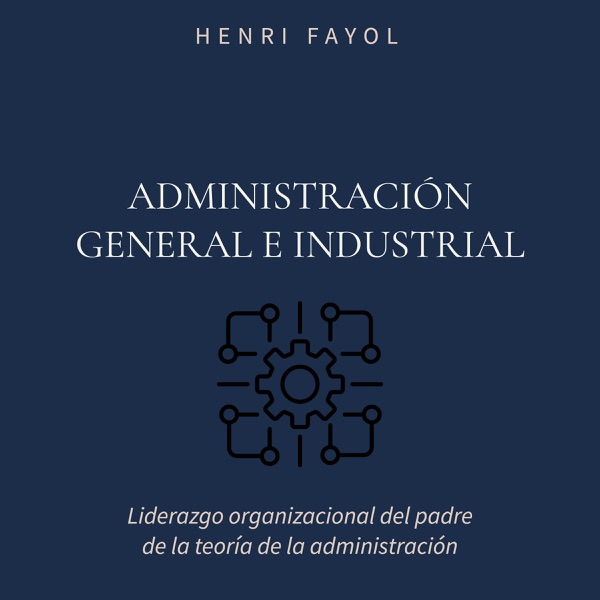 HENRI FAYOL
ADMINISTRACIÓN
GENERAL E INDUSTRIAL
Liderazgo organizacional del padre
de la teoría de la administración